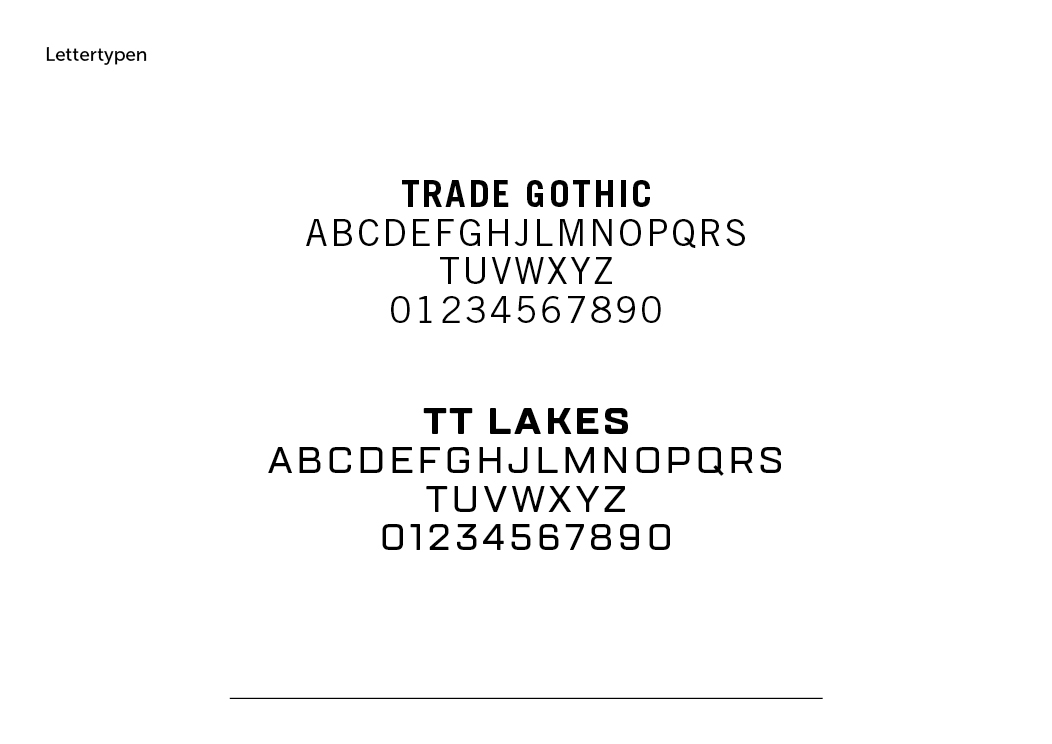 Lettertypen
TRADE GOTHIC
ABCDEFGHJLMNOPQRS
TUVWXYZ
01234567890
TT LAKES
ABCDEFGHJLMNOPQRS
TUVWXYZ
01234567890